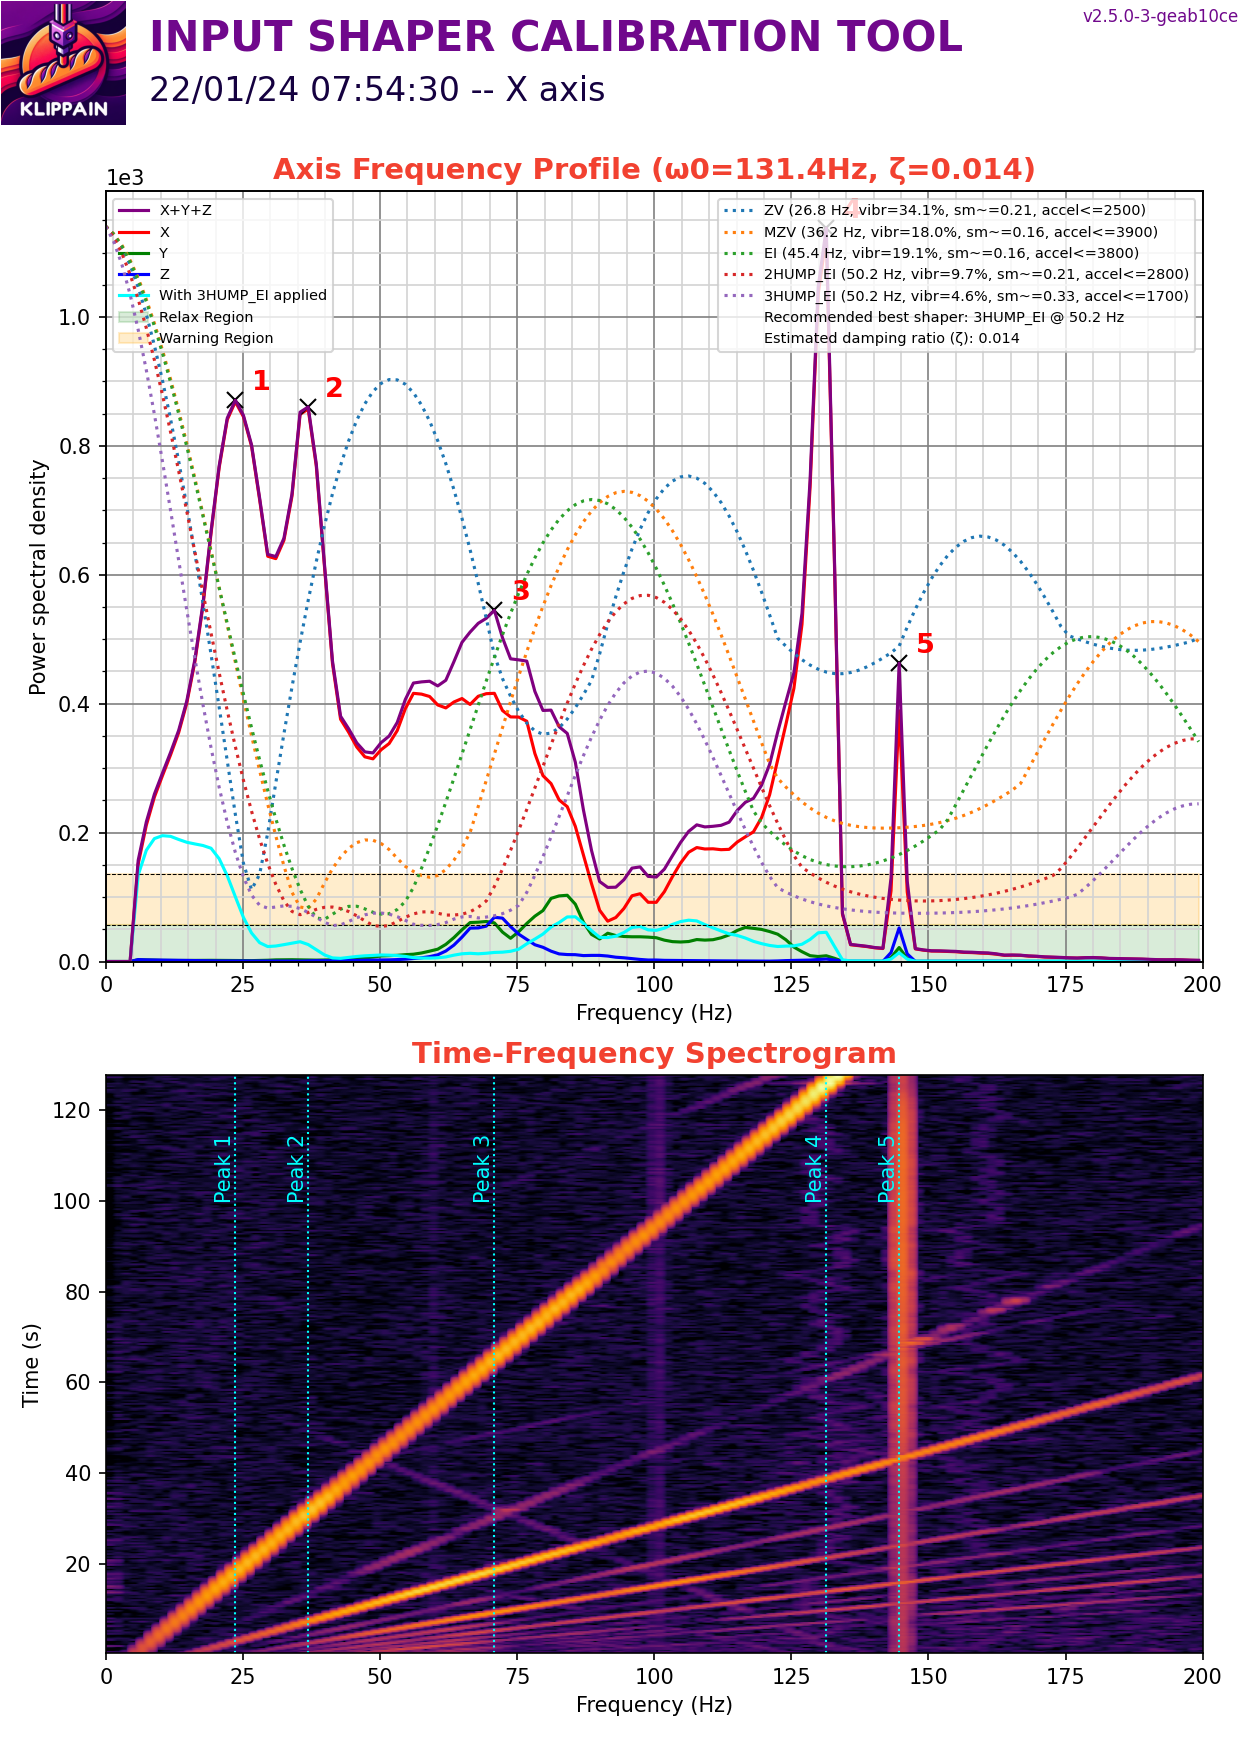 v2.5.0-3-geab10ce
INPUT SHAPER CALIBRATION TOOL
22/01/24 07:54:30 -- X axis
KLIPPAIN
Axis Frequency Profile (ω0=131.4Hz, ζ=0.014)
1e3
X+Y+Z
X
Y
Z
With 3HUMP_EI applied
Relax Region
Warning Region
ZV (26.8 Hz, vibr=34.1%, sm~=0.21, accel<=2500)
MZV (36.2 Hz, vibr=18.0%, sm~=0.16, accel<=3900)
EI (45.4 Hz, vibr=19.1%, sm~=0.16, accel<=3800)
2HUMP_EI (50.2 Hz, vibr=9.7%, sm~=0.21, accel<=2800)
3HUMP_EI (50.2 Hz, vibr=4.6%, sm~=0.33, accel<=1700)
Recommended best shaper: 3HUMP_EI @ 50.2 Hz
Estimated damping ratio (ζ): 0.014
1
2
3
4
5
Power spectral density
1.0
0.8
0.6
0.4
0.2
0.0
0 25 50 75 100 125 150 175 200
Frequency (Hz)
Time-Frequency Spectrogram
Time (s)
120
100
80
60
40
20
Peak 1
Peak 2
Peak 3
Peak 4
Peak 5
0 25 50 75 100 125 150 175 200
Frequency (Hz)